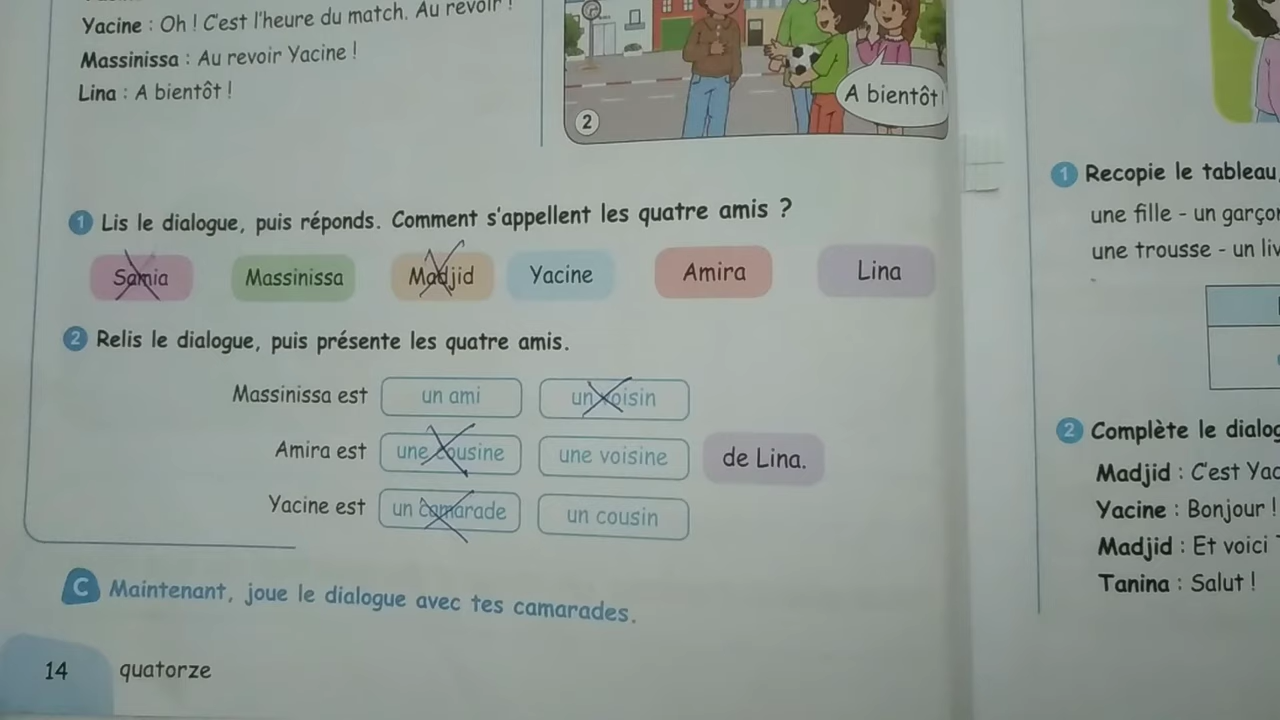 Yacine : Oh ! C'est l'heure du match. Au revoir !
Massinissa : Au revoir Yacine !
Lina : A bientôt !
A bientôt
2
1 Lis le dialogue, puis réponds. Comment s'appellent les quatre amis ?
Samia Massinissa Madjid Yacine Amira Lina
2 Relis le dialogue, puis présente les quatre amis.
Massinissa est un ami un voisin
Amira est une cousine une voisine de Lina.
Yacine est un camarade un cousin
C Maintenant, joue le dialogue avec tes camarades.
14 quatorze
1 Recopie le tableau,
une fille - un garçon
une trousse - un
2 Complète le
Madjid : C'est
Yacine : Bonjour !
Madjid : Et voici
Tanina : Salut !